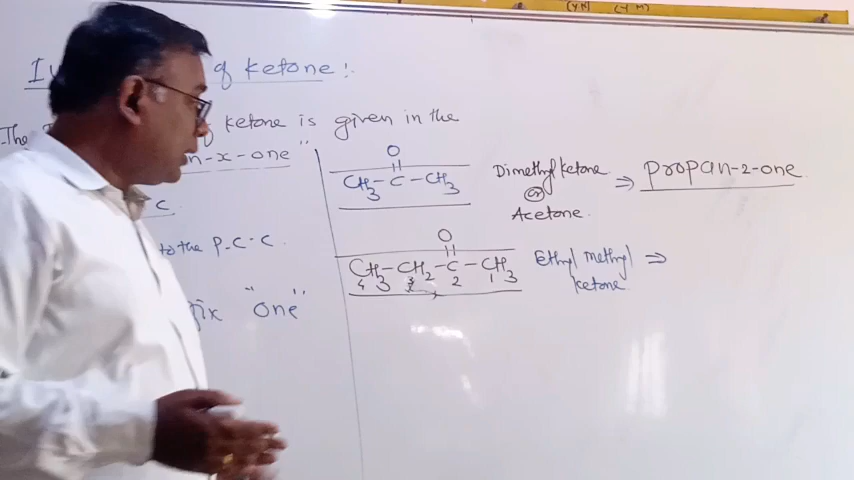 of ketone :.
The
ketone is given in the
n-x-one"
c
to the P.C.C.
fix "one"
O
CH3-C-CH3
Dimethyl ketone
or
Acetone
⇒ propan-2-one
O
CH3-CH2-C-CH3
4 3 2 1
Ethyl methyl
ketone
⇒